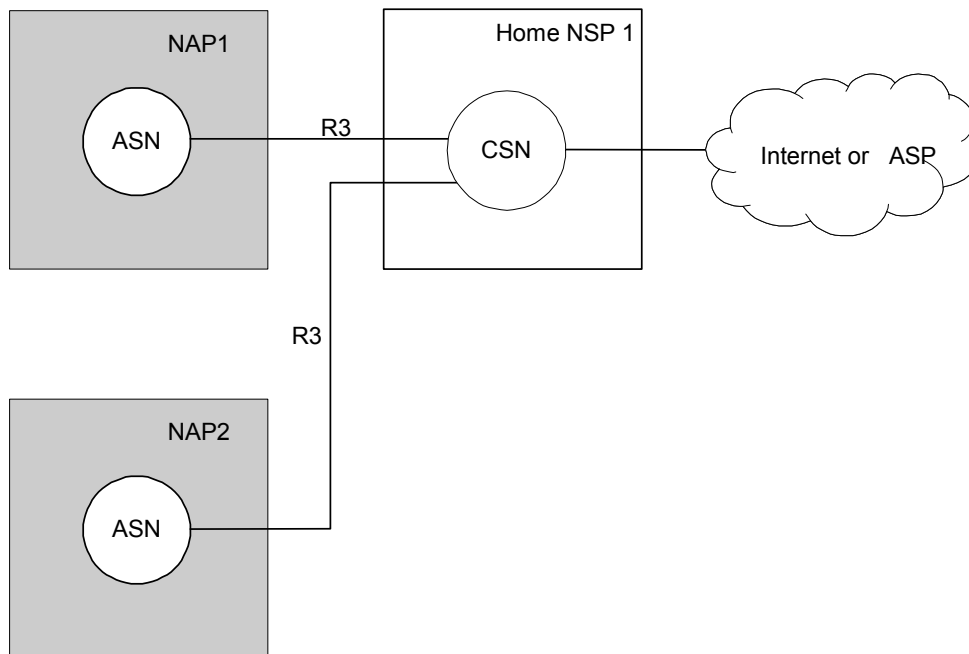 NAP1
ASN
R3
Home NSP 1
CSN
Internet or ASP
R3
NAP2
ASN